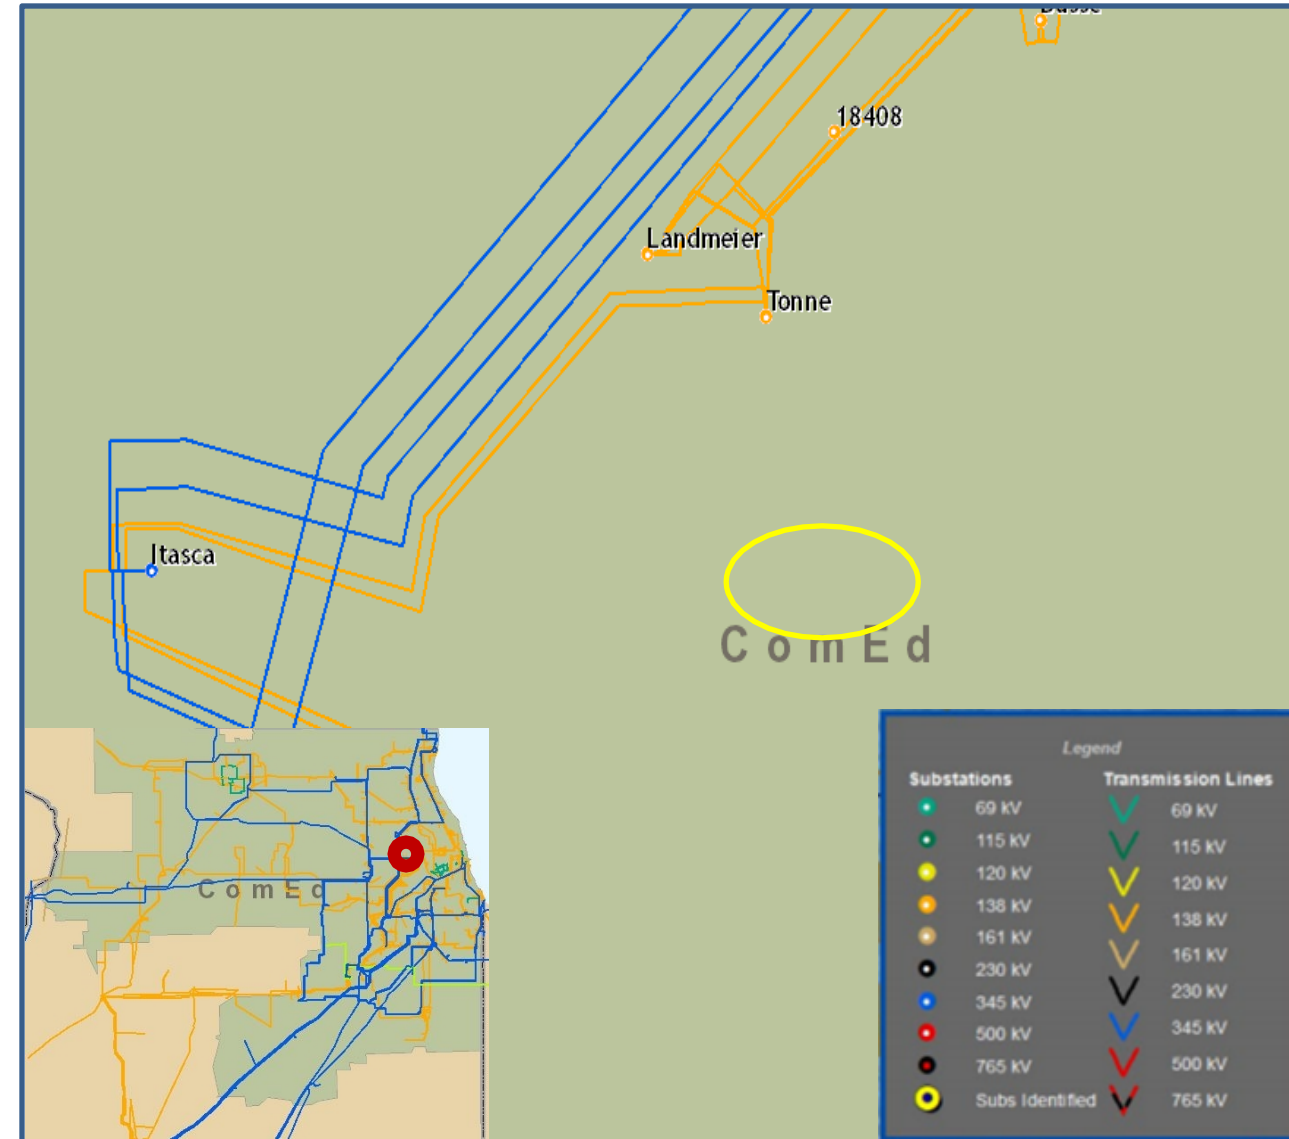 18408
Landmeier
Tonne
Itasca
ComEd
ComEd
Legend
Substations
69 kV
115 kV
120 kV
138 kV
161 kV
230 kV
345 kV
500 kV
765 kV
Subs Identified
Transmission Lines
69 kV
115 kV
120 kV
138 kV
161 kV
230 kV
345 kV
500 kV
765 kV